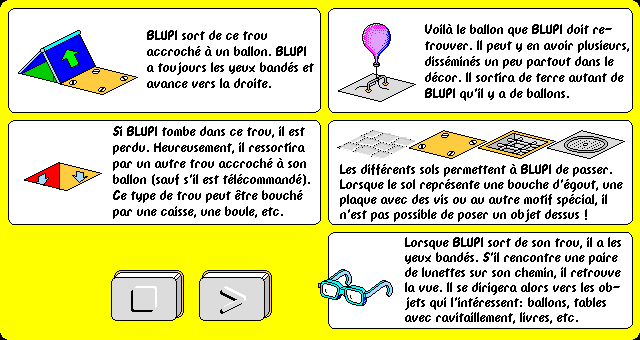 BLUPI sort de ce trou
accroché à un ballon. BLUPI
a toujours les yeux bandés et
avance vers la droite.
Voilà le ballon que BLUPI doit re-
trouver. Il peut y en avoir plusieurs,
disséminés un peu partout dans le
décor. Il sortira de terre autant de
BLUPI qu'il y a de ballons.
Si BLUPI tombe dans ce trou, il est
perdu. Heureusement, il ressortira
par un autre trou accroché à son
ballon (sauf s'il est télécommandé).
Ce type de trou peut être bouché
par une caisse, une boule, etc.
Les différents sols permettent à BLUPI de passer.
Lorsque le sol représente une bouche d'égout, une
plaque avec des vis ou au autre motif spécial, il
n'est pas possible de poser un objet dessus !
Lorsque BLUPI sort de son trou, il a les
yeux bandés. S'il rencontre une paire
de lunettes sur son chemin, il retrouve
la vue. Il se dirigera alors vers les ob-
jets qui l'intéressent: ballons, tables
avec ravitaillement, livres, etc.